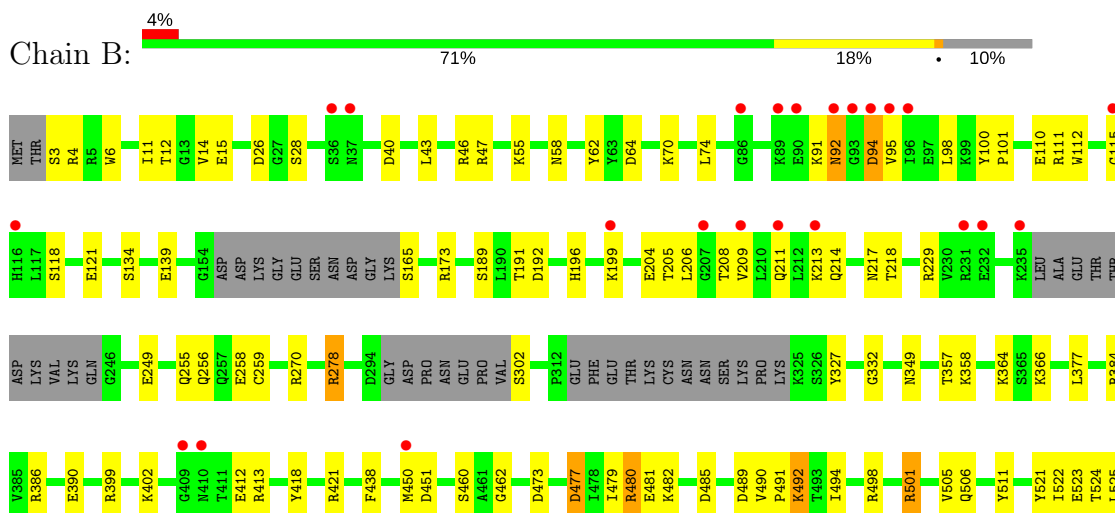 4%
Chain B:
71% 18% • 10%
MET THR S3 R4 R5 W6 I11 T12 G13 V14 E15 D26 G27 S28 S36 N37 D40 L43 R46 R47 K55 N58 Y62 Y63 D64 K70 L74 G86 K89 E90 K91 N92 G93 D94 V95 I96 E97 L98 K99 Y100 P101 E110 R111 W112 G115
H116 L117 S118 E121 S134 E139 G154 ASP ASP LYS GLY GLU SER ASN ASP GLY LYS S165 R173 S189 L190 T191 D192 H196 K199 E204 T205 L206 G207 T208 V209 L210 Q211 L212 K213 Q214 N217 T218 R229 V230 R231 E232 K235 LEU ALA GLU THR THR
ASP LYS VAL LYS GLN G246 E249 Q255 Q256 Q257 E258 C259 R270 R278 D294 GLY ASP PRO ASN GLU PRO VAL S302 P312 GLU PHE GLU THR LYS CYS ASN ASN SER LYS PRO LYS K325 S326 Y327 G332 N349 T357 K358 K364 S365 K366 L377 R384
V385 R386 E390 R399 K402 G409 N410 T411 E412 R413 Y418 R421 F438 M450 D451 S460 A461 G462 D473 D477 I478 I479 R480 E481 K482 D485 D489 V490 P491 K492 T493 I494 R498 R501 V505 Q506 Y511 Y521 I522 E523 T524 L525